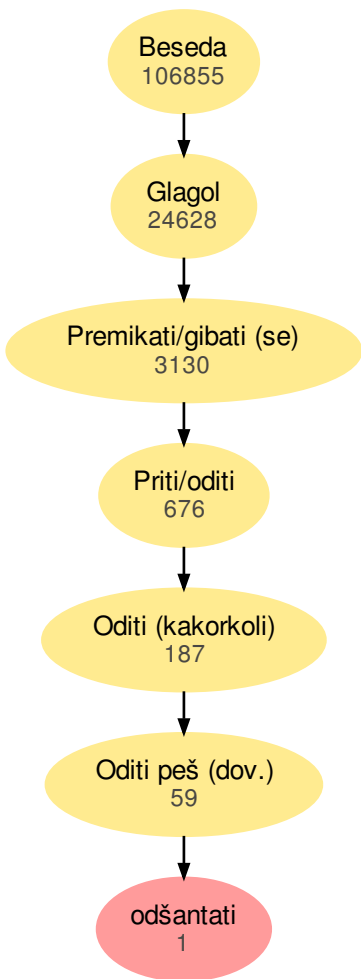 Beseda
106855
Glagol
24628
Premikati/gibati (se)
3130
Priti/oditi
676
Oditi (kakorkoli)
187
Oditi peš (dov.)
59
odšantati
1